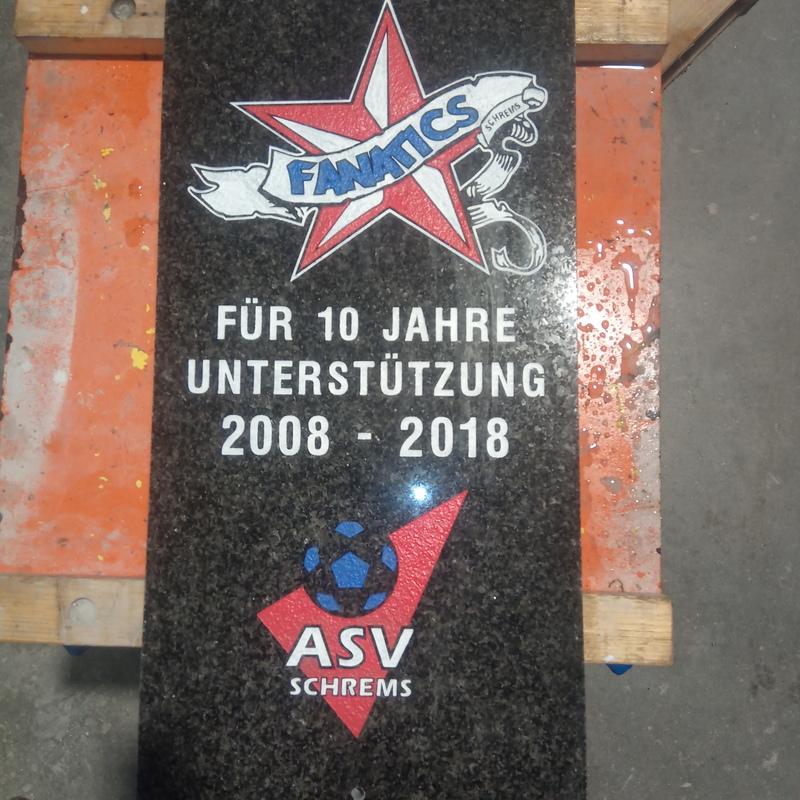 FANATICS
SCHREMS
FÜR 10 JAHRE
UNTERSTÜTZUNG
2008 - 2018
ASV
SCHREMS